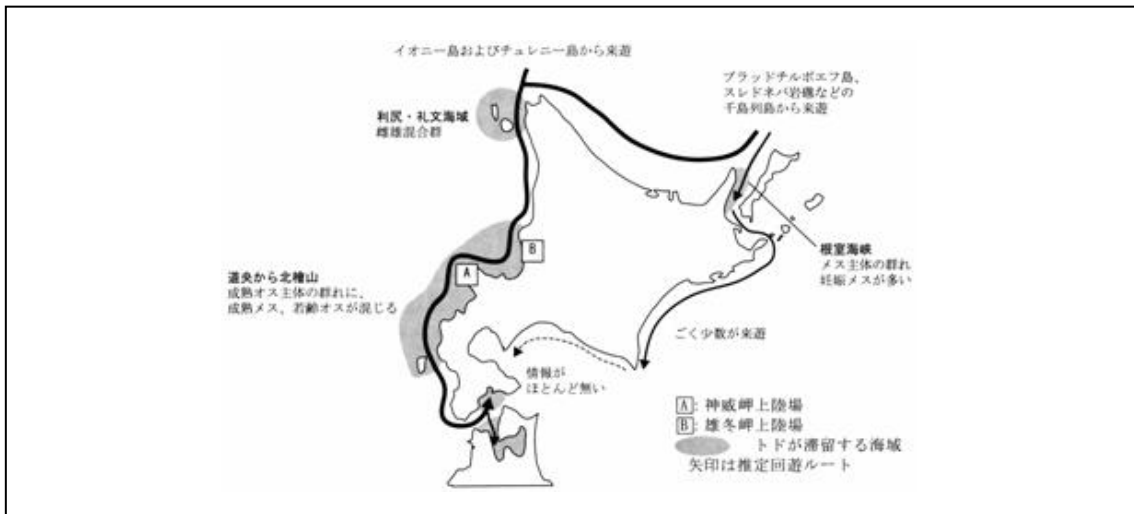 イオニー島およびチュレニー島から来遊
ブラッドチルポエフ島、
スレドネバ岩礁などの
千島列島から来遊
利尻・礼文海域
雌雄混合群
B
A
根室海峡
メス主体の群れ
妊娠メスが多い
道央から北檜山
成熟オス主体の群れに、
成熟メス、若齢オスが混じる
ごく少数が来遊
情報が
ほとんど無い
A: 神威岬上陸場
B: 雄冬岬上陸場
トドが滞留する海域
矢印は推定回遊ルート